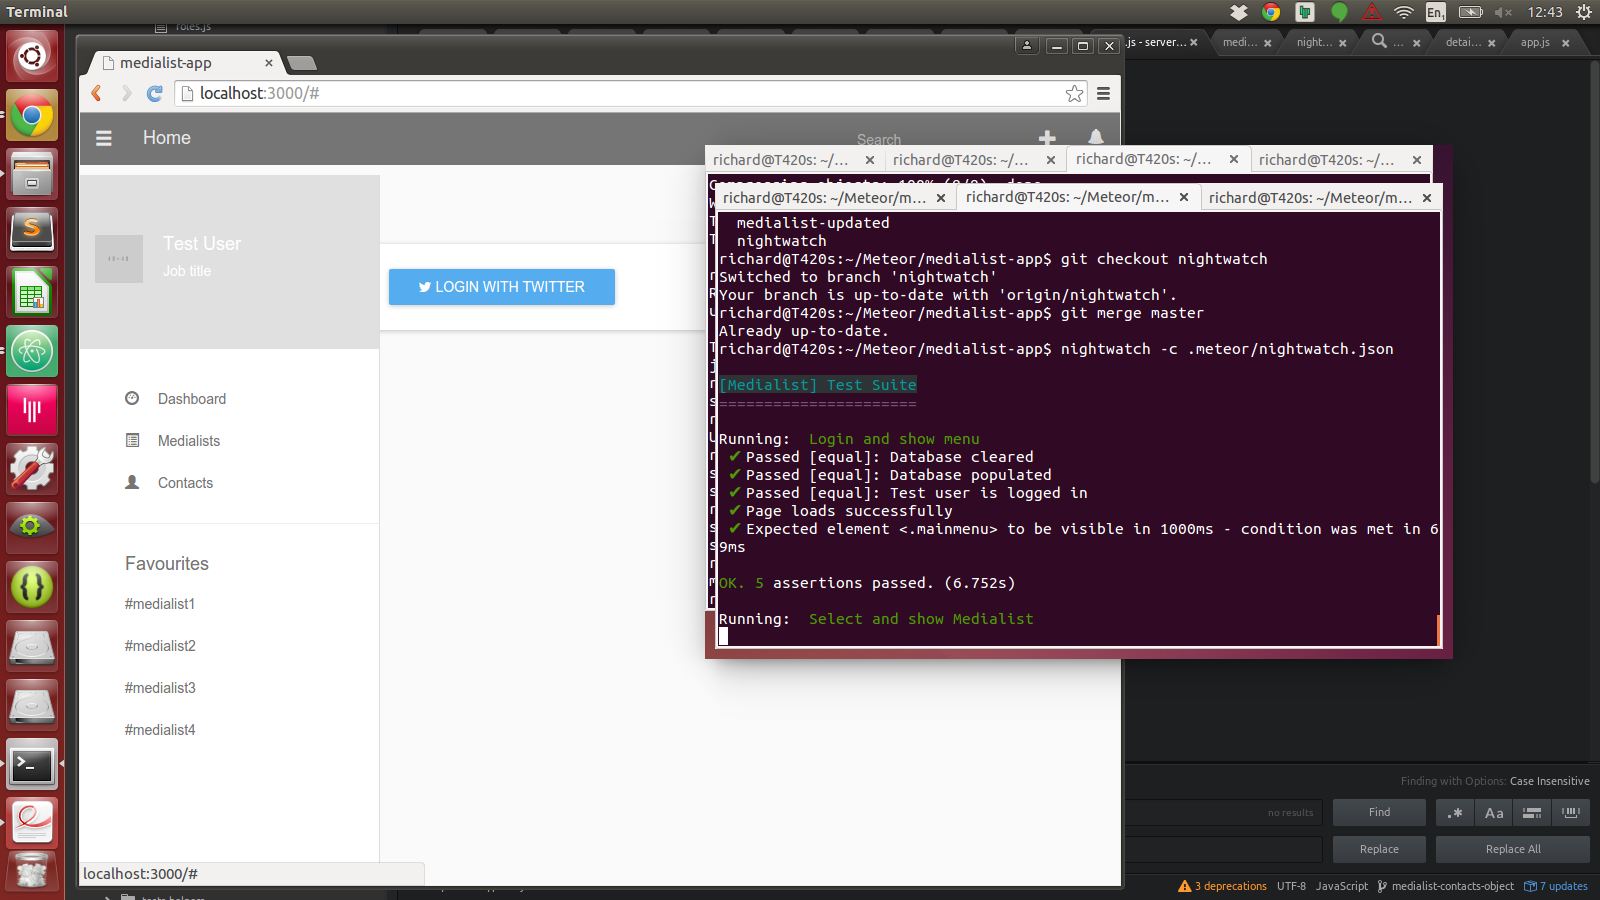 Terminal
En1
12:43
roles.js
.js - server...
medi...
night...
...
detai...
app.js
medialist-app
localhost:3000/#
Home
Search
Test User
Job title
LOGIN WITH TWITTER
Dashboard
Medialists
Contacts
Favourites
#medialist1
#medialist2
#medialist3
#medialist4
localhost:3000/#
richard@T420s: ~/...
richard@T420s: ~/...
richard@T420s: ~/...
richard@T420s: ~/...
richard@T420s: ~/Meteor/m...
richard@T420s: ~/Meteor/m...
richard@T420s: ~/Meteor/m...
medialist-updated
nightwatch
richard@T420s:~/Meteor/medialist-app$ git checkout nightwatch
Switched to branch 'nightwatch'
Your branch is up-to-date with 'origin/nightwatch'.
richard@T420s:~/Meteor/medialist-app$ git merge master
Already up-to-date.
richard@T420s:~/Meteor/medialist-app$ nightwatch -c .meteor/nightwatch.json
[Medialist] Test Suite
======================
Running:  Login and show menu
✔ Passed [equal]: Database cleared
✔ Passed [equal]: Database populated
✔ Passed [equal]: Test user is logged in
✔ Page loads successfully
✔ Expected element <.mainmenu> to be visible in 1000ms - condition was met in 6
9ms
OK. 5 assertions passed. (6.752s)
Running:  Select and show Medialist
Finding with Options: Case Insensitive
no results
Find
.*
Aa
Replace
Replace All
3 deprecations
UTF-8
JavaScript
medialist-contacts-object
7 updates